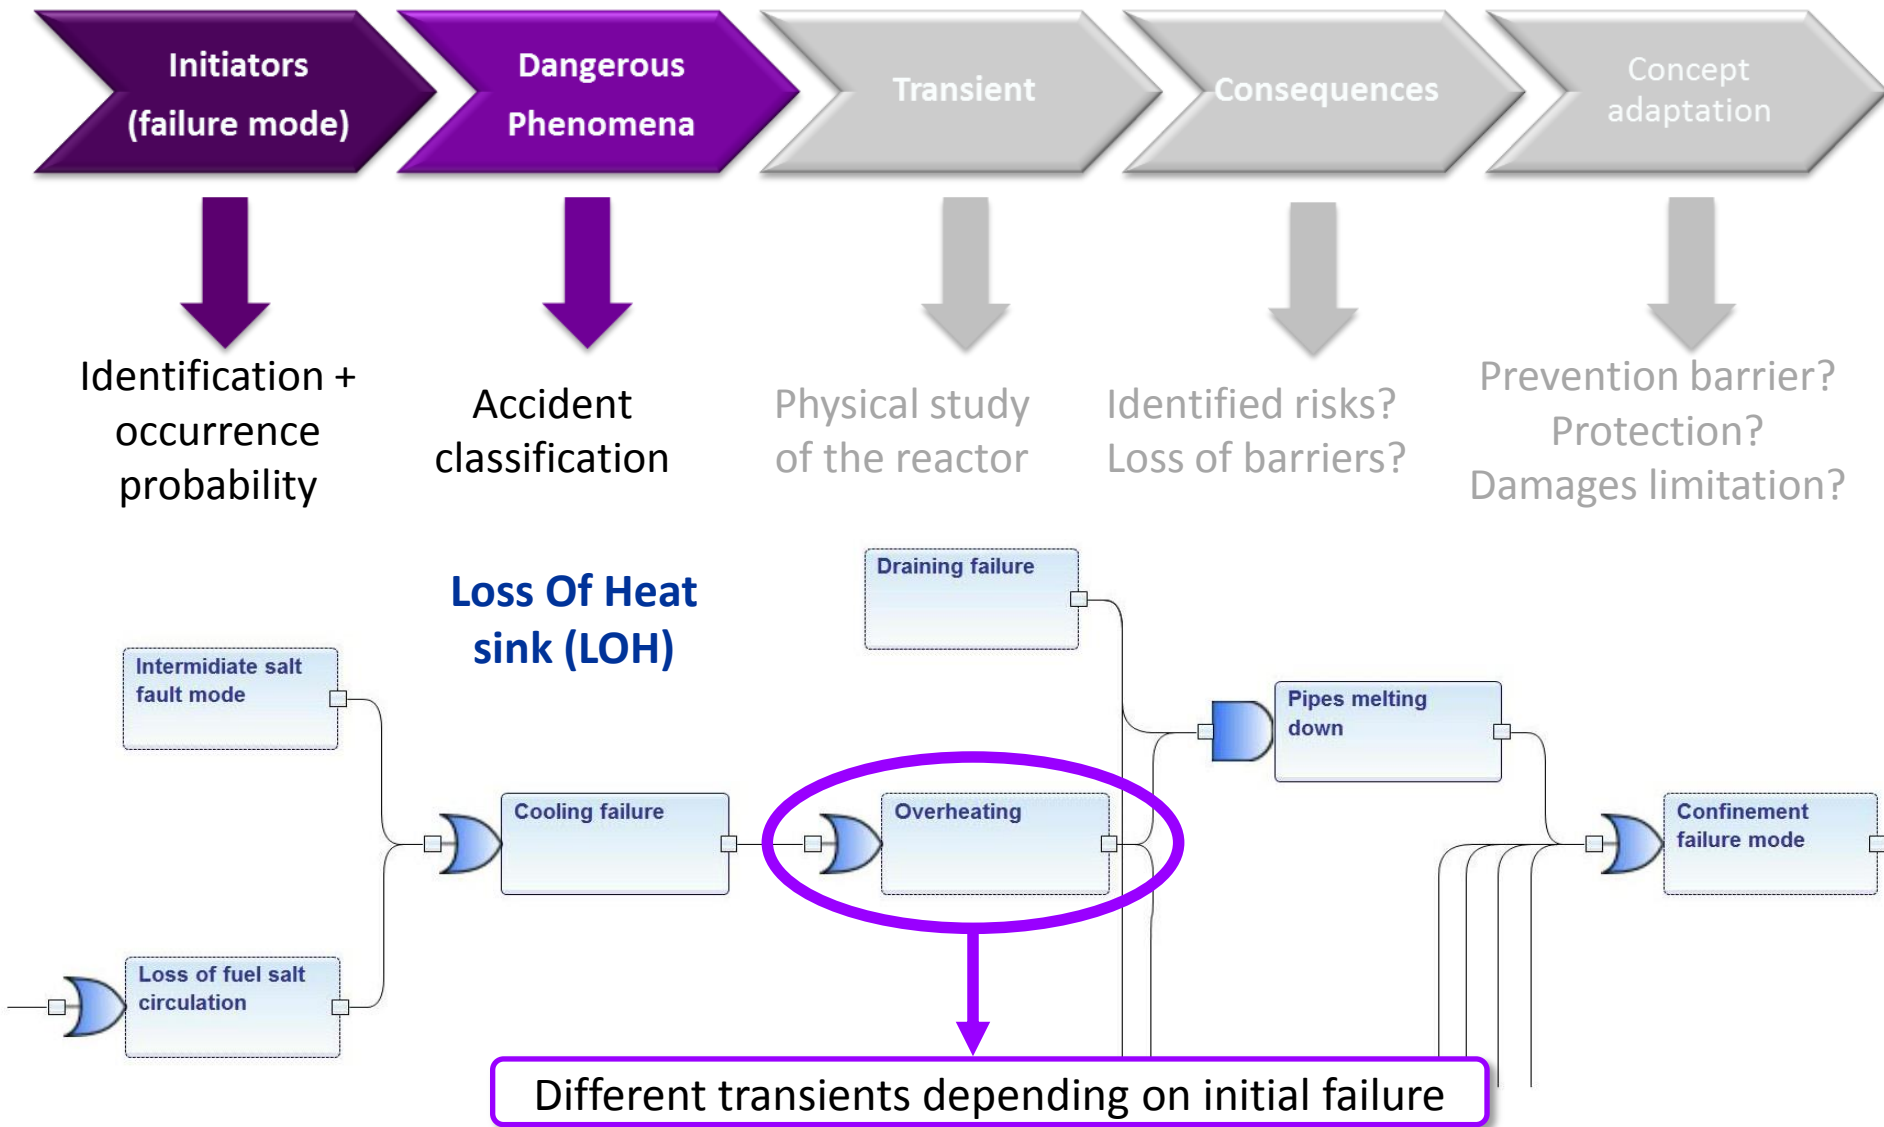 Initiators
(failure mode)
Dangerous
Phenomena
Transient
Consequences
Concept
adaptation
Identification +
occurrence
probability
Accident
classification
Physical study
of the reactor
Identified risks?
Loss of barriers?
Prevention barrier?
Protection?
Damages limitation?
Loss Of Heat
sink (LOH)
Draining failure
Intermidiate salt
fault mode
Pipes melting
down
Cooling failure
Overheating
Confinement
failure mode
Loss of fuel salt
circulation
Different transients depending on initial failure